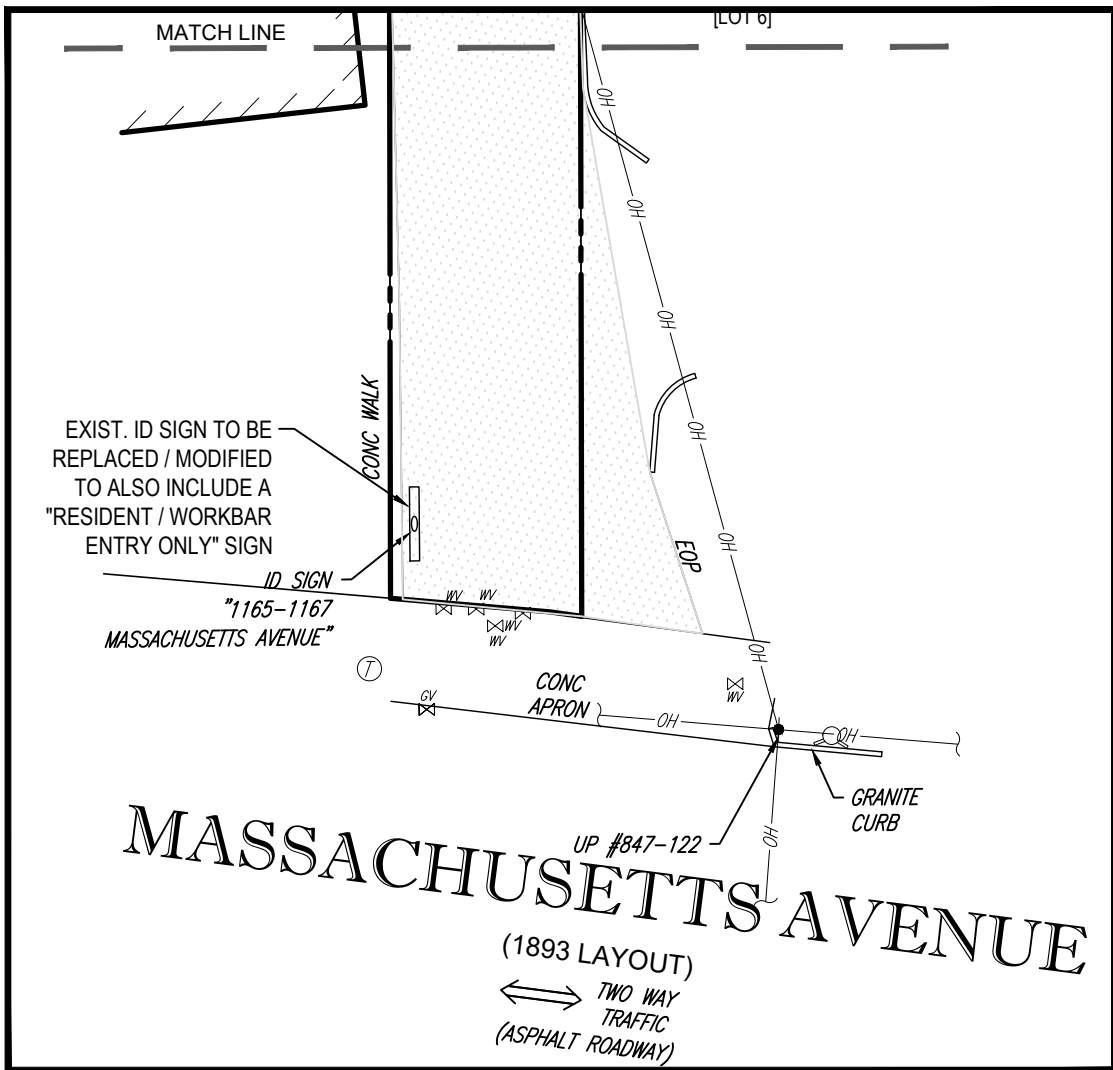 MATCH LINE
[LOT 6]
OH
OH
OH
CONC WALK
EXIST. ID SIGN TO BE
REPLACED / MODIFIED
TO ALSO INCLUDE A
"RESIDENT / WORKBAR
ENTRY ONLY" SIGN
OH
OH
EOP
ID SIGN
"1165-1167
MASSACHUSETTS AVENUE"
WV
WV
WV
WV
OH
T
GV
CONC
APRON
WV
OH
OH
GRANITE
CURB
UP #847-122
OH
MASSACHUSETTS AVENUE
(1893 LAYOUT)
TWO WAY
TRAFFIC
(ASPHALT ROADWAY)